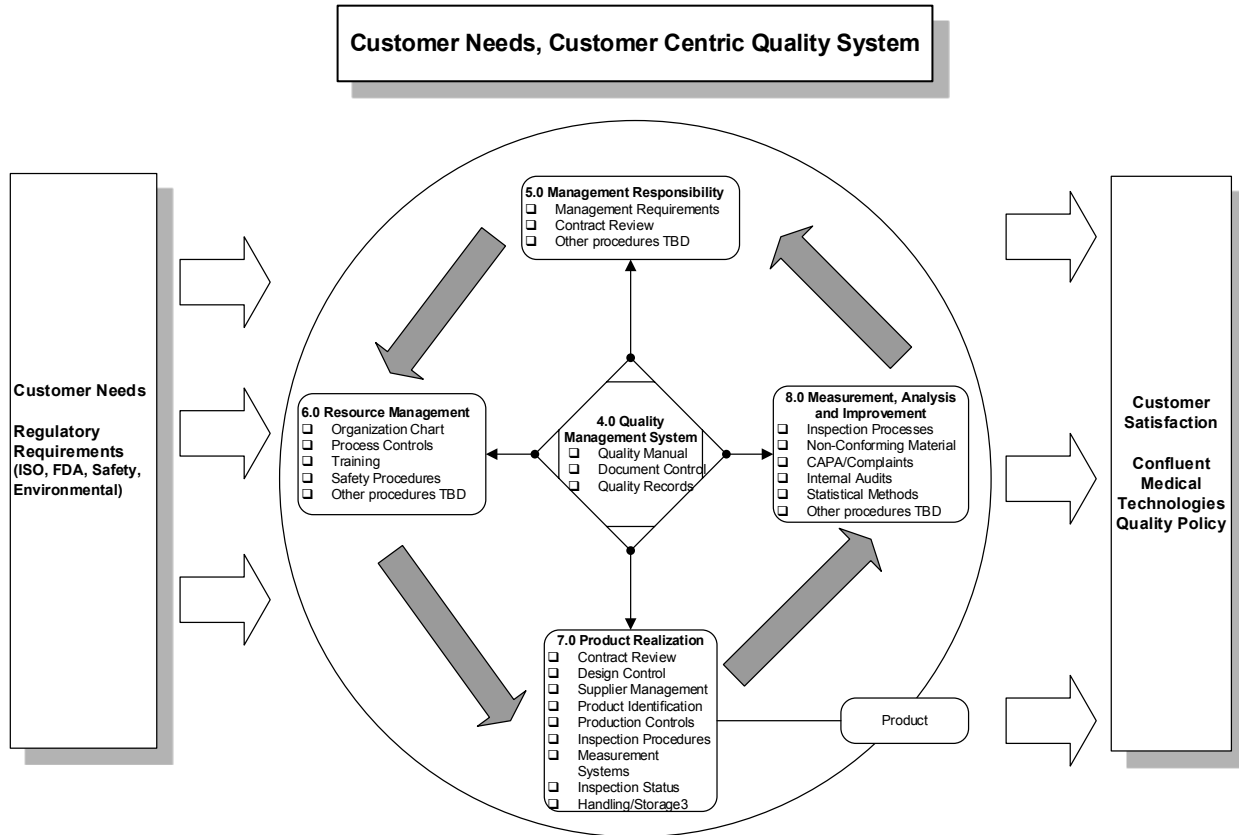 Customer Needs, Customer Centric Quality System
Customer Needs
Regulatory
Requirements
(ISO, FDA, Safety,
Environmental)
5.0 Management Responsibility
Management Requirements
Contract Review
Other procedures TBD
6.0 Resource Management
Organization Chart
Process Controls
Training
Safety Procedures
Other procedures TBD
4.0 Quality
Management System
Quality Manual
Document Control
Quality Records
8.0 Measurement, Analysis
and Improvement
Inspection Processes
Non-Conforming Material
CAPA/Complaints
Internal Audits
Statistical Methods
Other procedures TBD
7.0 Product Realization
Contract Review
Design Control
Supplier Management
Product Identification
Production Controls
Inspection Procedures
Measurement
Systems
Inspection Status
Handling/Storage3
Product
Customer
Satisfaction
Confluent
Medical
Technologies
Quality Policy